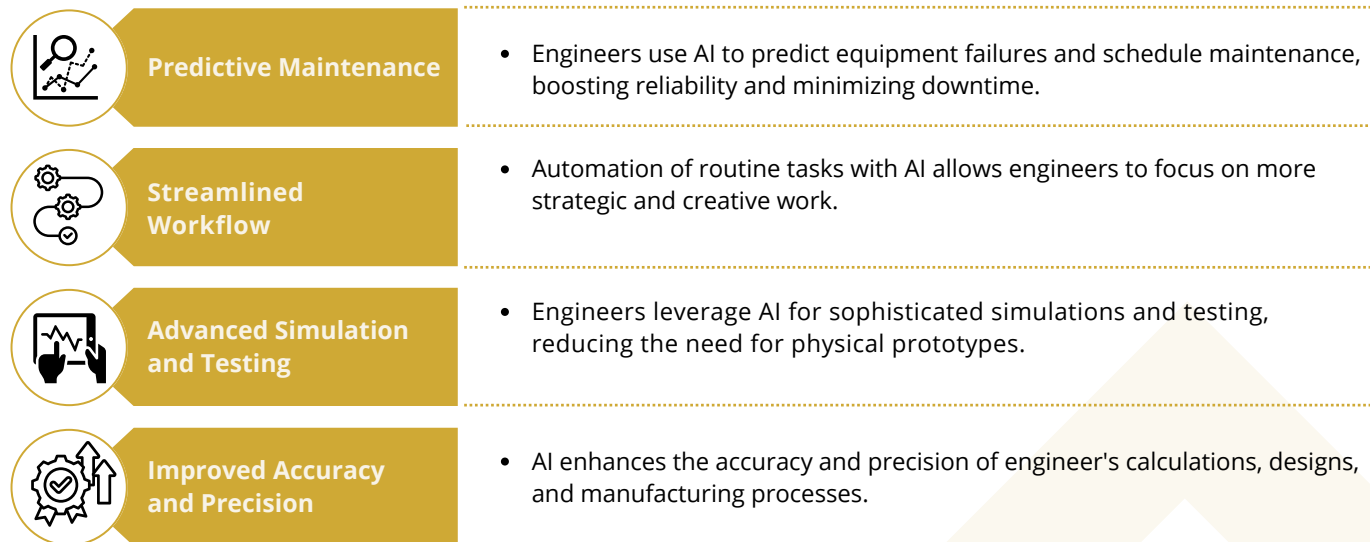 Predictive Maintenance
• Engineers use AI to predict equipment failures and schedule maintenance,
boosting reliability and minimizing downtime.
Streamlined
Workflow
• Automation of routine tasks with AI allows engineers to focus on more
strategic and creative work.
Advanced Simulation
and Testing
• Engineers leverage AI for sophisticated simulations and testing,
reducing the need for physical prototypes.
Improved Accuracy
and Precision
• AI enhances the accuracy and precision of engineer's calculations, designs,
and manufacturing processes.